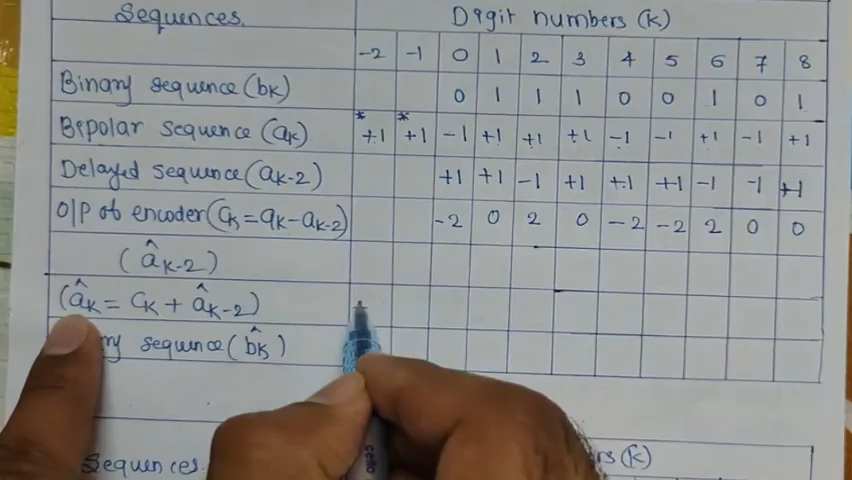 Sequences. Digit numbers (K)
-2 -1 0 1 2 3 4 5 6 7 8
Binary sequence (bK) 0 1 1 1 0 0 1 0 1
Bipolar sequence (aK) *+1 *+1 -1 +1 +1 +1 -1 -1 +1 -1 +1
Delayed sequence (aK-2) +1 +1 -1 +1 +1 +1 -1 -1 +1
O/P of encoder (CK = aK - aK-2) -2 0 2 0 -2 -2 2 0 0
(âK-2)
(âK = CK + âK-2)
ry sequence (b̂K)
Sequences. rs (K)
cello